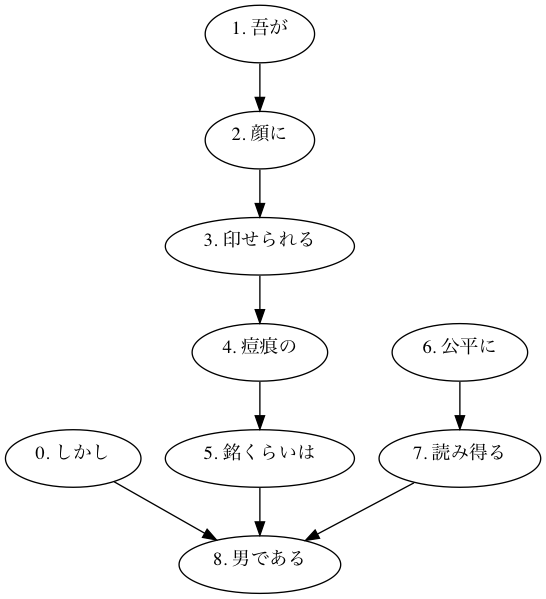 1. 吾が
2. 顔に
3. 印せられる
4. 痘痕の
6. 公平に
0. しかし
5. 銘くらいは
7. 読み得る
8. 男である